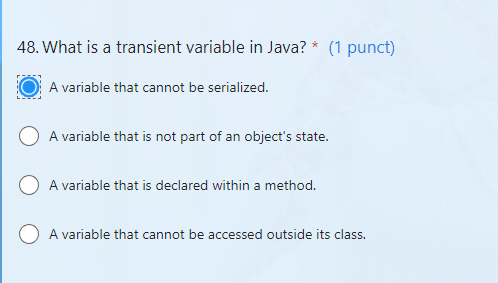 48. What is a transient variable in Java? * (1 punct)
A variable that cannot be serialized.
A variable that is not part of an object's state.
A variable that is declared within a method.
A variable that cannot be accessed outside its class.